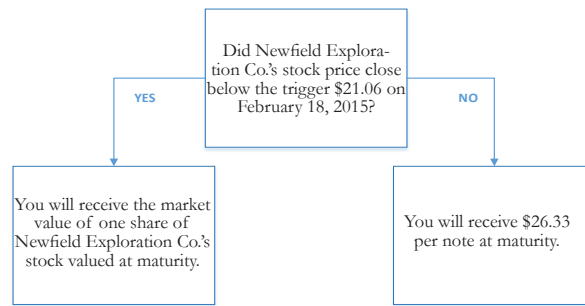 Did Newfield Explora-
tion Co.'s stock price close
below the trigger $21.06 on
February 18, 2015?
YES
NO
You will receive the market
value of one share of
Newfield Exploration Co.'s
stock valued at maturity.
You will receive $26.33
per note at maturity.